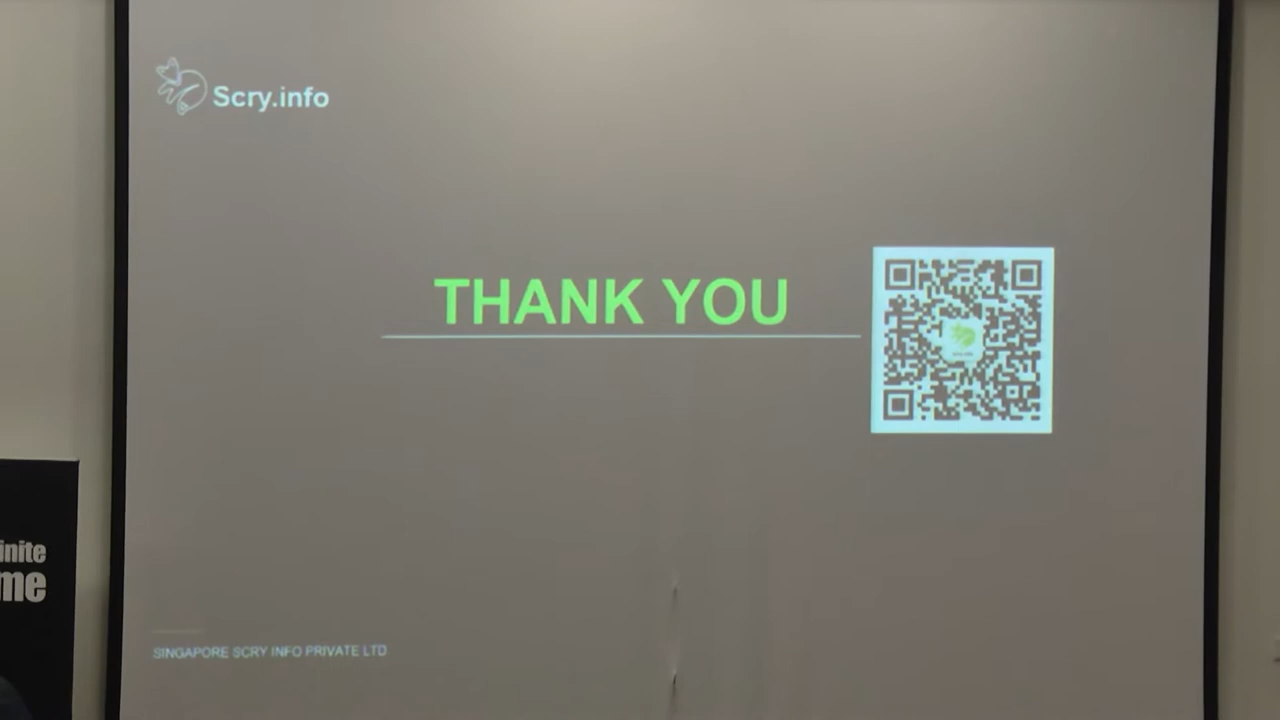 Scry.info
THANK YOU
inite
me
SINGAPORE SCRY INFO PRIVATE LTD